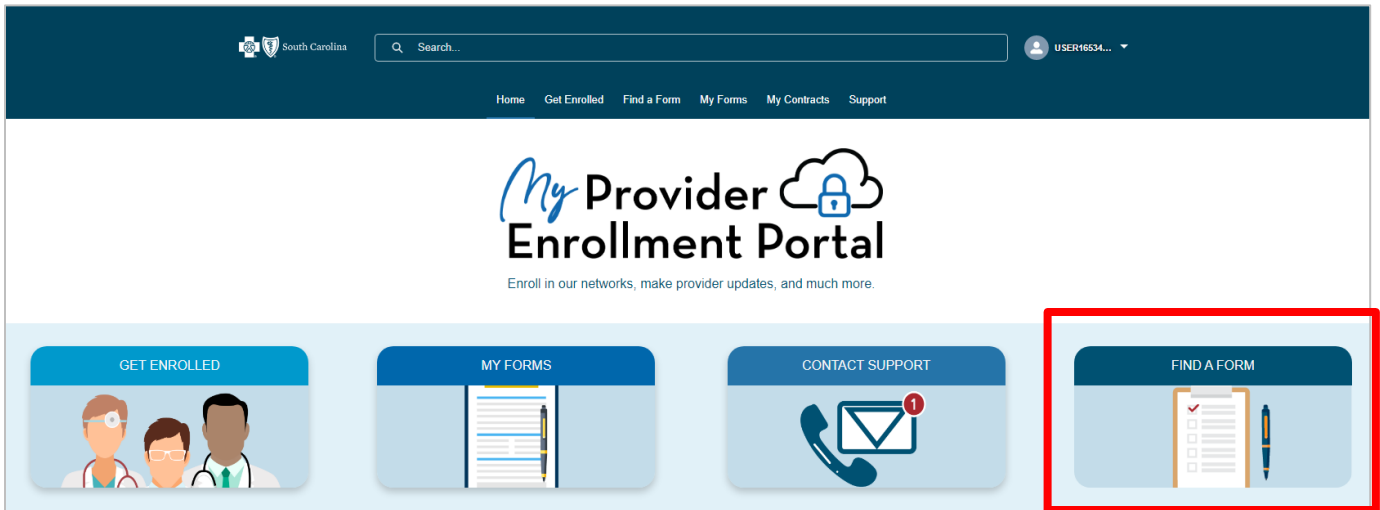 South Carolina
Search...
USER16534...
Home Get Enrolled Find a Form My Forms My Contracts Support
My Provider
Enrollment Portal
Enroll in our networks, make provider updates, and much more.
GET ENROLLED
MY FORMS
CONTACT SUPPORT
FIND A FORM
1